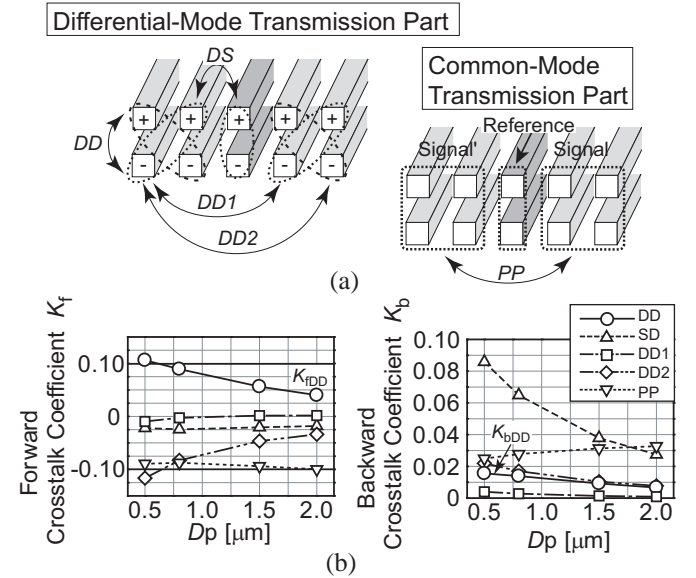 Differential-Mode Transmission Part
DS
Common-Mode
Transmission Part
+ + + + +
Reference
DD
Signal' Signal
- - - - -
DD1
DD2
PP
(a)
Forward
Crosstalk Coefficient Kf
0.10
0
-0.10
KfDD
0.5 1.0 1.5 2.0
Dp [μm]
Backward
Crosstalk Coefficient Kb
0.10
0.08
0.06
0.04
0.02
0
KbDD
DD
SD
DD1
DD2
PP
0.5 1.0 1.5 2.0
Dp [μm]
(b)